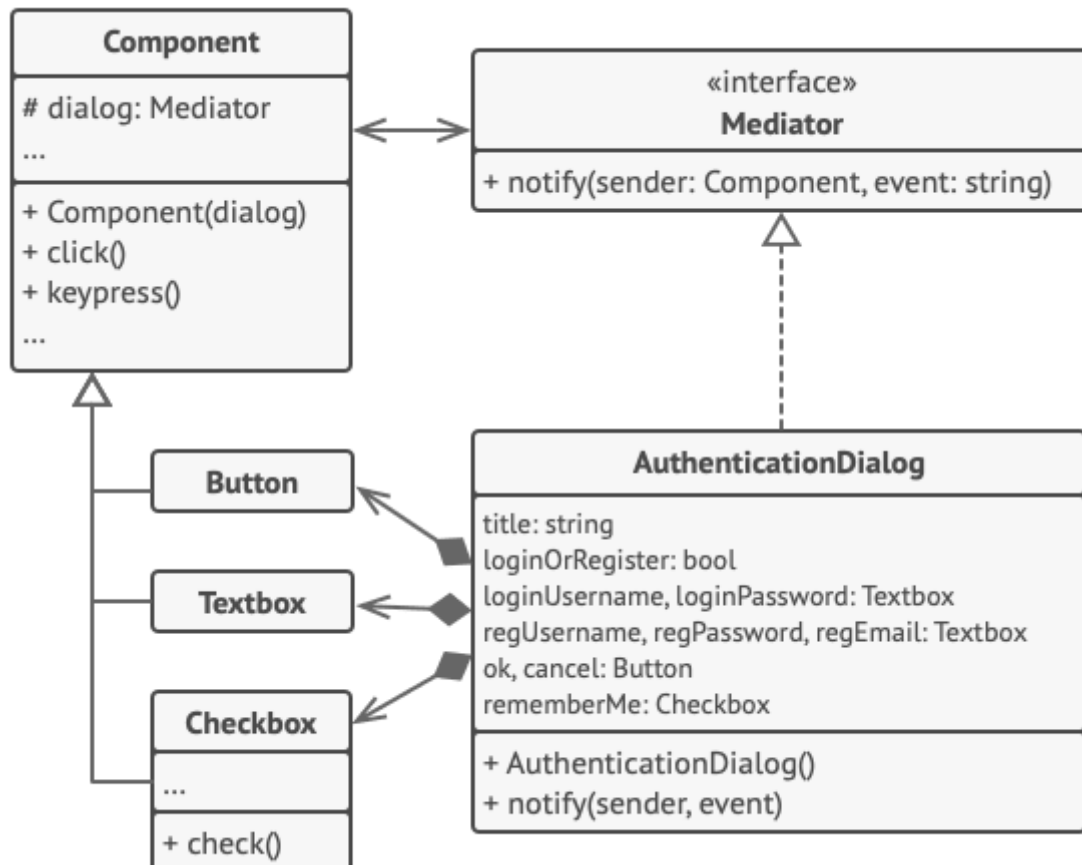 Component
# dialog: Mediator
...
+ Component(dialog)
+ click()
+ keypress()
...
«interface»
Mediator
+ notify(sender: Component, event: string)
Button
Textbox
Checkbox
...
+ check()
AuthenticationDialog
title: string
loginOrRegister: bool
loginUsername, loginPassword: Textbox
regUsername, regPassword, regEmail: Textbox
ok, cancel: Button
rememberMe: Checkbox
+ AuthenticationDialog()
+ notify(sender, event)